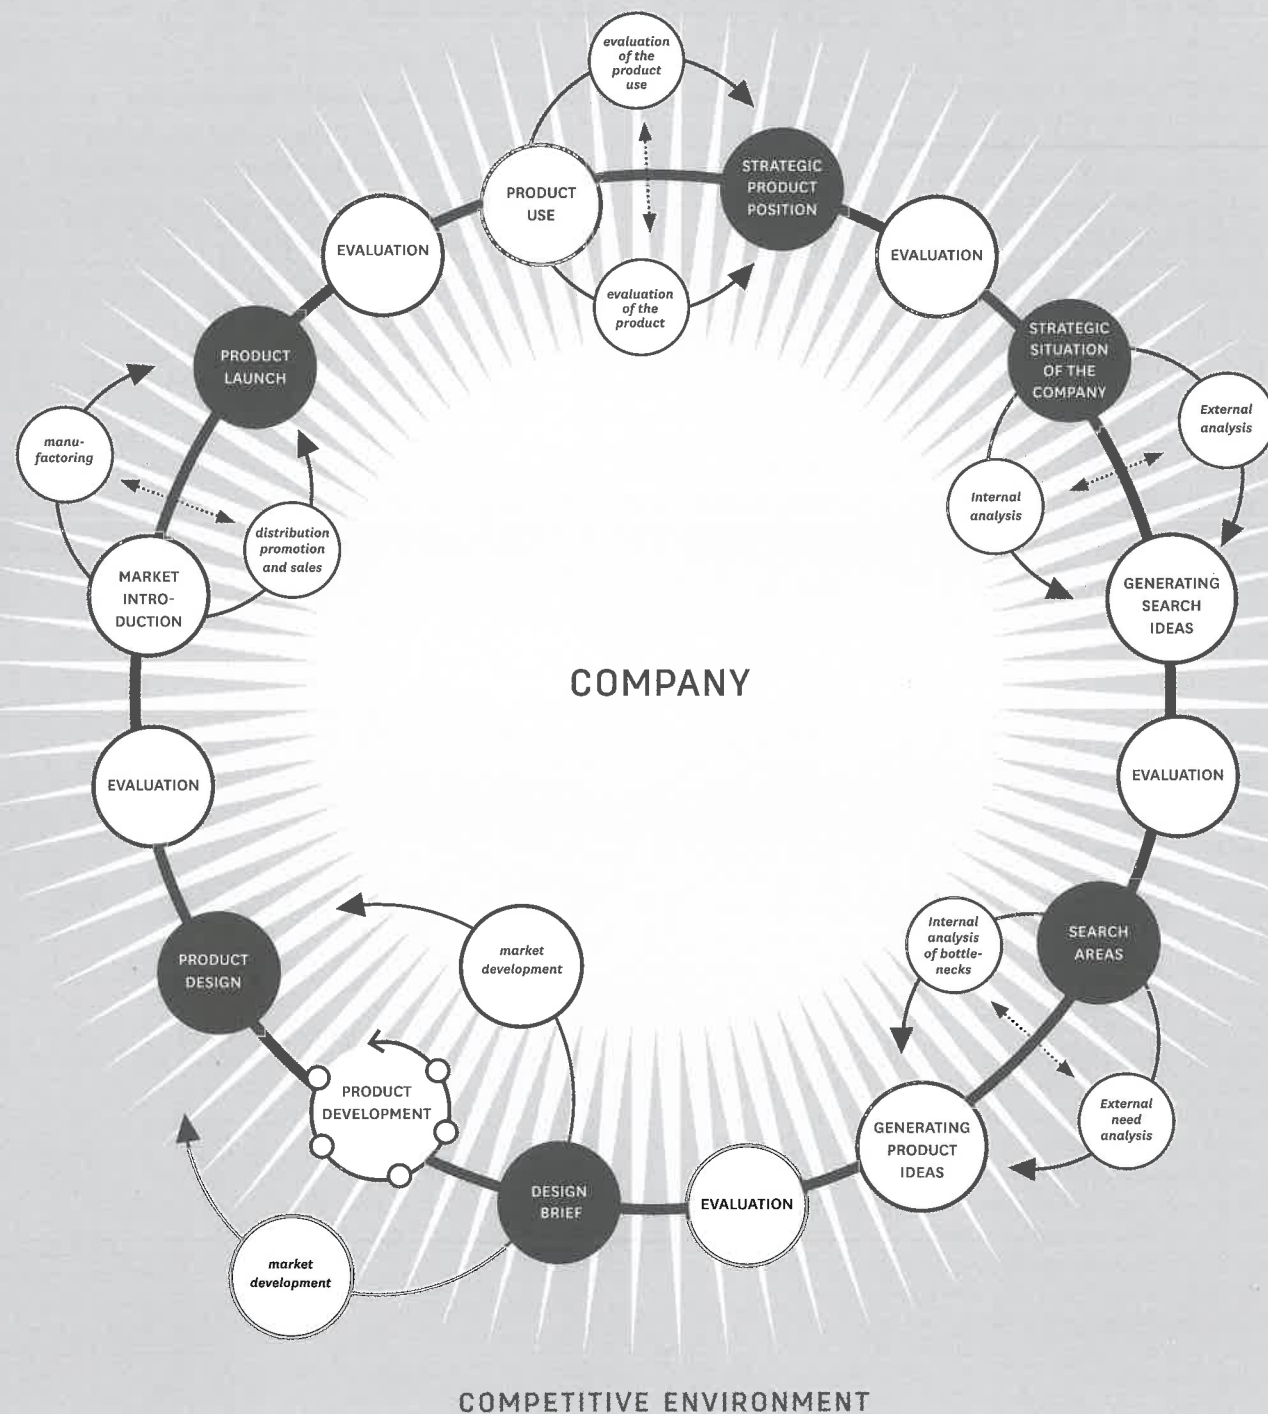 evaluation
of the
product
use
STRATEGIC
PRODUCT
POSITION
PRODUCT
USE
EVALUATION
EVALUATION
evaluation
of the
product
STRATEGIC
SITUATION
OF THE
COMPANY
PRODUCT
LAUNCH
External
analysis
manu-
factoring
Internal
analysis
distribution
promotion
and sales
MARKET
INTRO-
DUCTION
GENERATING
SEARCH
IDEAS
COMPANY
EVALUATION
EVALUATION
Internal
analysis
of bottle-
necks
SEARCH
AREAS
market
development
PRODUCT
DESIGN
PRODUCT
DEVELOPMENT
External
need
analysis
GENERATING
PRODUCT
IDEAS
DESIGN
BRIEF
EVALUATION
market
development
COMPETITIVE ENVIRONMENT